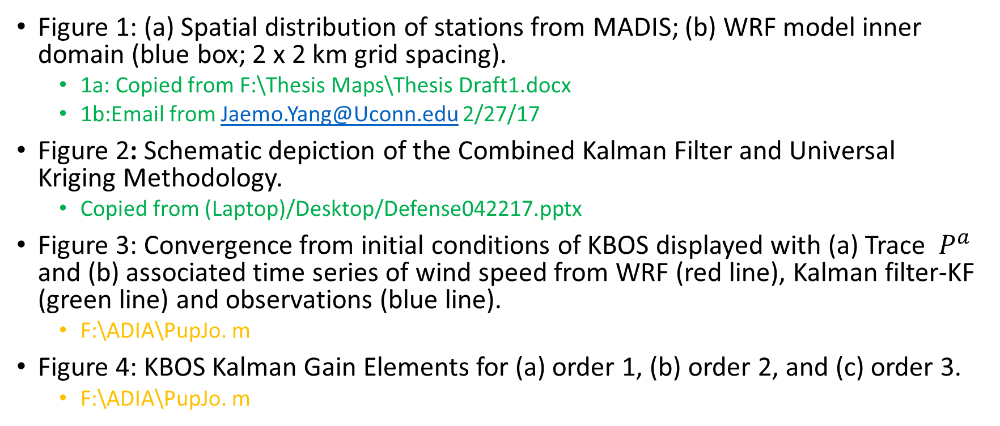 • Figure 1: (a) Spatial distribution of stations from MADIS; (b) WRF model inner
domain (blue box; 2 x 2 km grid spacing).
• 1a: Copied from F:\Thesis Maps\Thesis Draft1.docx
• 1b:Email from Jaemo.Yang@Uconn.edu 2/27/17
• Figure 2: Schematic depiction of the Combined Kalman Filter and Universal
Kriging Methodology.
• Copied from (Laptop)/Desktop/Defense042217.pptx
• Figure 3: Convergence from initial conditions of KBOS displayed with (a) Trace 𝑃ᵃ
and (b) associated time series of wind speed from WRF (red line), Kalman filter-KF
(green line) and observations (blue line).
• F:\ADIA\PupJo. m
• Figure 4: KBOS Kalman Gain Elements for (a) order 1, (b) order 2, and (c) order 3.
• F:\ADIA\PupJo. m